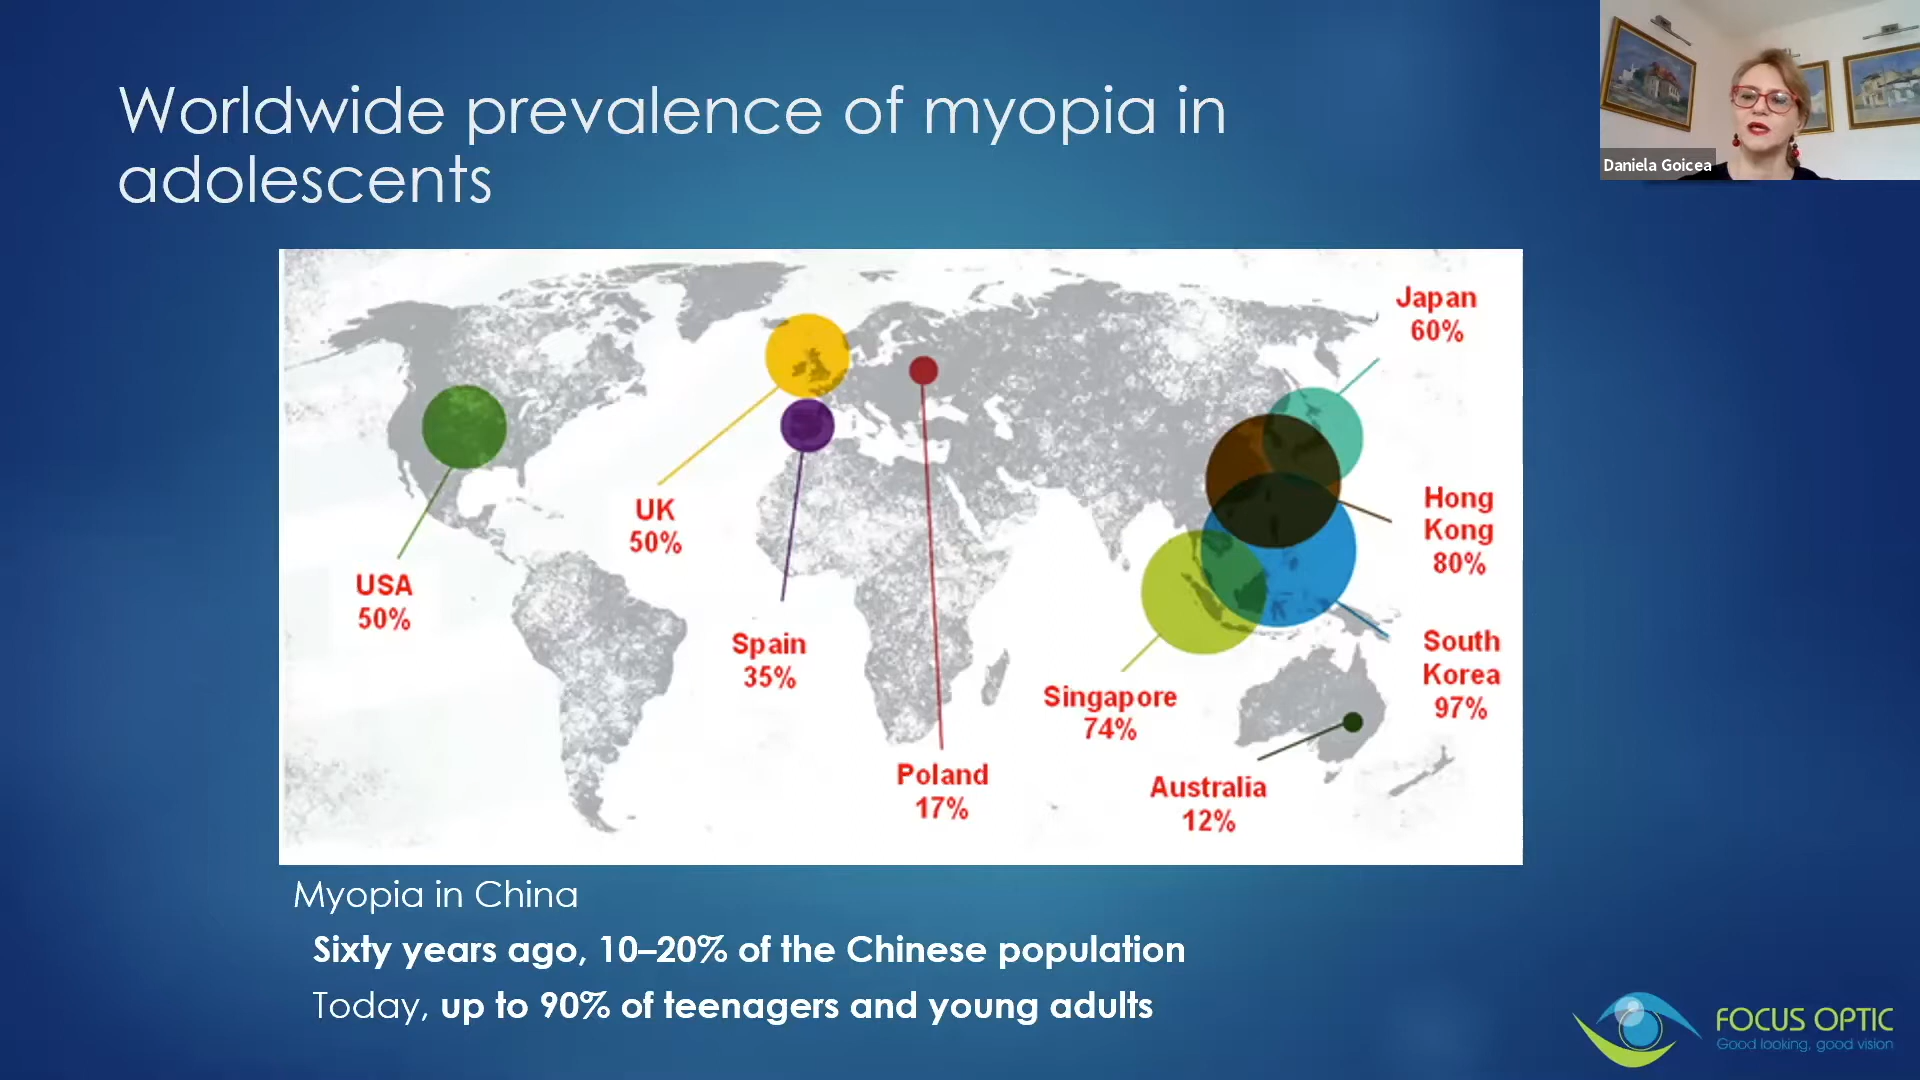 Worldwide prevalence of myopia in
adolescents
Daniela Goicea
Japan
60%
Hong
Kong
80%
UK
50%
USA
50%
Spain
35%
South
Korea
97%
Singapore
74%
Poland
17%
Australia
12%
Myopia in China
Sixty years ago, 10–20% of the Chinese population
Today, up to 90% of teenagers and young adults
FOCUS OPTIC
Good looking, good vision